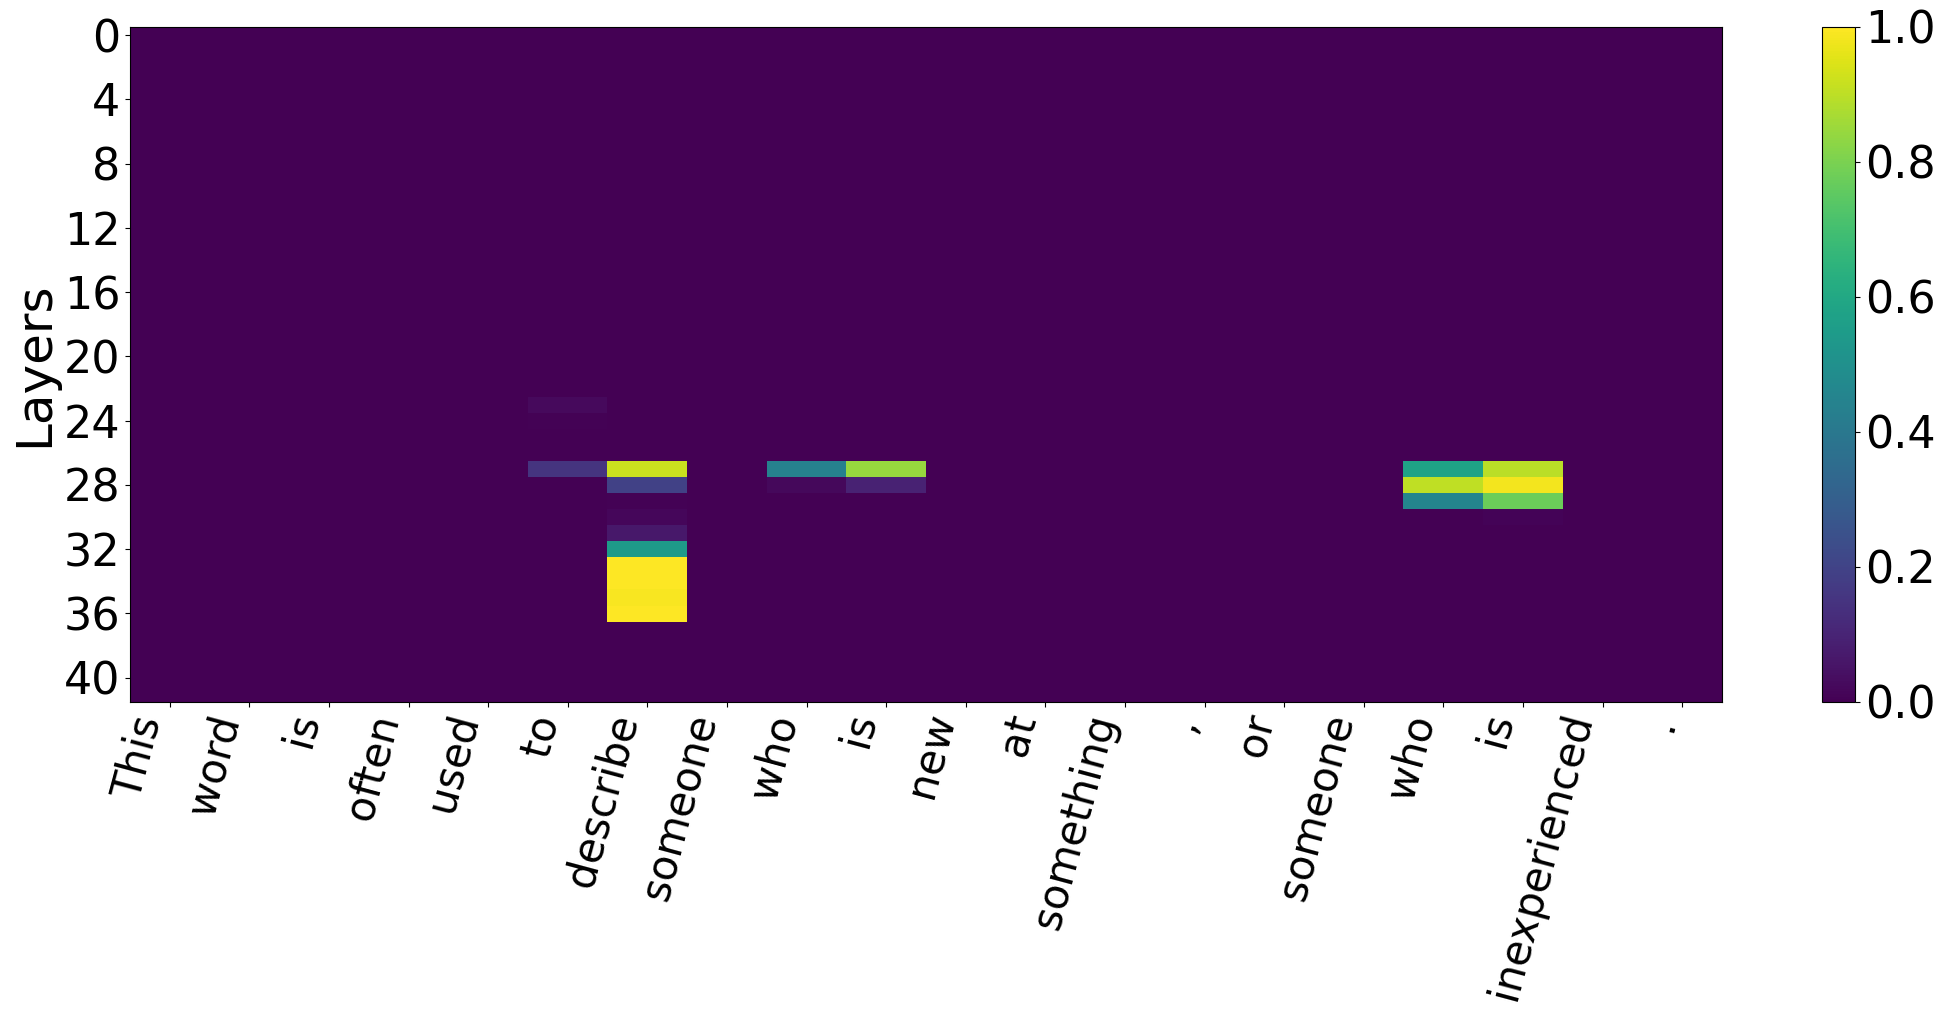 Layers
0
4
8
12
16
20
24
28
32
36
40
This
word
is
often
used
to
describe
someone
who
is
new
at
something
,
or
someone
who
is
inexperienced
.
1.0
0.8
0.6
0.4
0.2
0.0